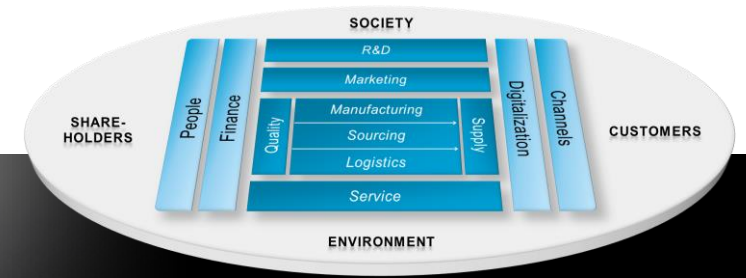 SOCIETY
R&D
Marketing
SHARE-
HOLDERS
People
Finance
Quality
Manufacturing
Sourcing
Logistics
Supply
Digitalization
Channels
CUSTOMERS
Service
ENVIRONMENT